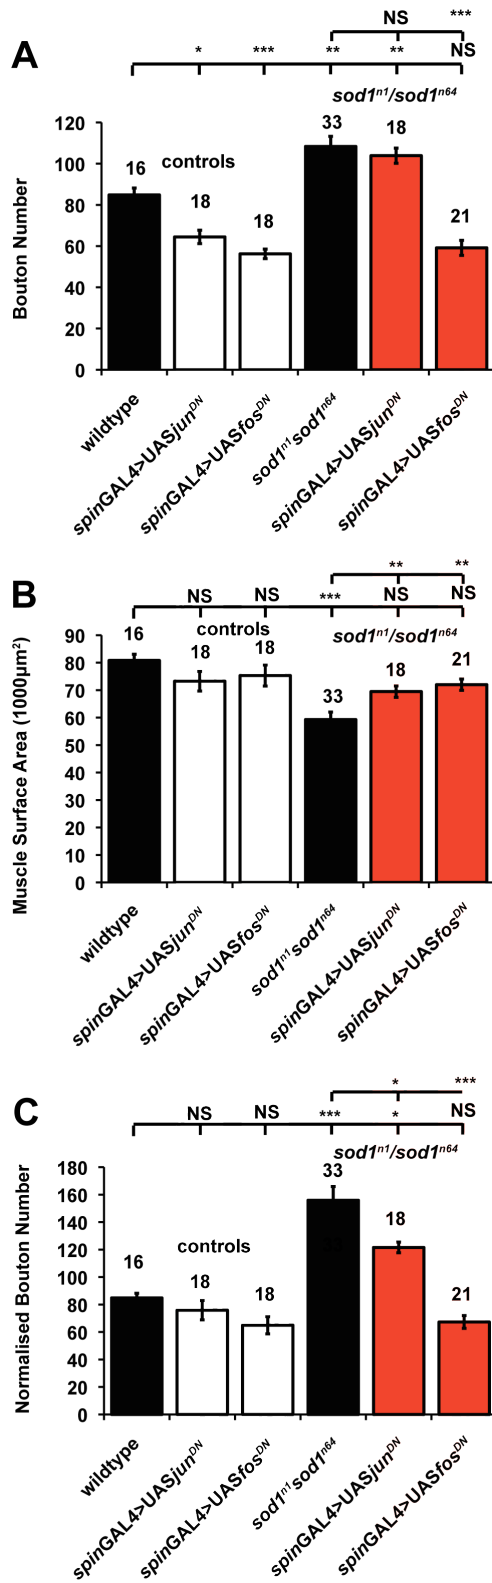 NS ***
A
* *** ** ** NS
sod1n1/sod1n64
120
100
80
60
40
20
0
Bouton Number
controls
16 18 18 33 18 21
wildtype
spinGAL4>UASjunDN
spinGAL4>UASfosDN
sod1n1sod1n64
spinGAL4>UASjunDN
spinGAL4>UASfosDN
** **
B
NS NS *** NS NS
controls
sod1n1/sod1n64
90
80
70
60
50
40
30
20
10
0
Muscle Surface Area (1000µm2)
16 18 18 33 18 21
wildtype
spinGAL4>UASjunDN
spinGAL4>UASfosDN
sod1n1sod1n64
spinGAL4>UASjunDN
spinGAL4>UASfosDN
* ***
C
NS NS *** * NS
sod1n1/sod1n64
180
160
140
120
100
80
60
40
20
0
Normalised Bouton Number
controls
16 18 18 33 18 21
33
wildtype
spinGAL4>UASjunDN
spinGAL4>UASfosDN
sod1n1sod1n64
spinGAL4>UASjunDN
spinGAL4>UASfosDN